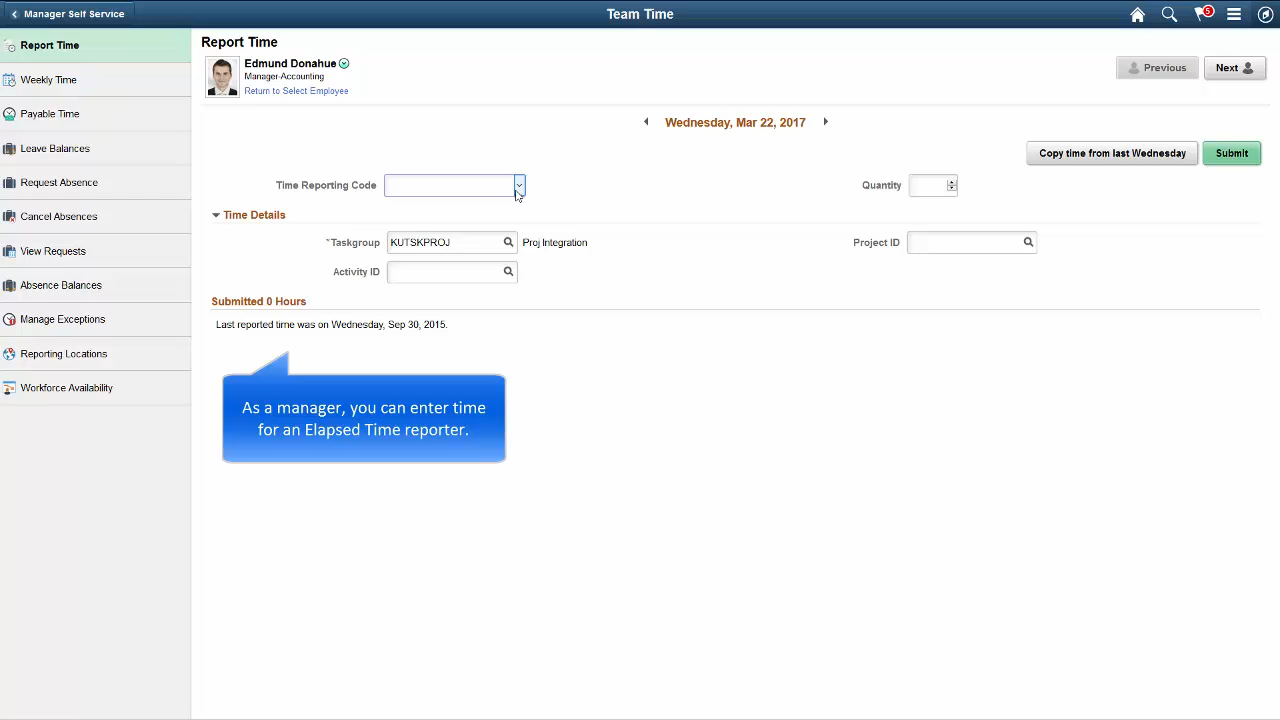 Manager Self Service
Team Time
5
Report Time
Weekly Time
Payable Time
Leave Balances
Request Absence
Cancel Absences
View Requests
Absence Balances
Manage Exceptions
Reporting Locations
Workforce Availability
Report Time
Edmund Donahue
Manager-Accounting
Return to Select Employee
Previous
Next
Wednesday, Mar 22, 2017
Copy time from last Wednesday
Submit
Time Reporting Code
Quantity
Time Details
*Taskgroup KUTSKPROJ Proj Integration
Project ID
Activity ID
Submitted 0 Hours
Last reported time was on Wednesday, Sep 30, 2015.
As a manager, you can enter time
for an Elapsed Time reporter.